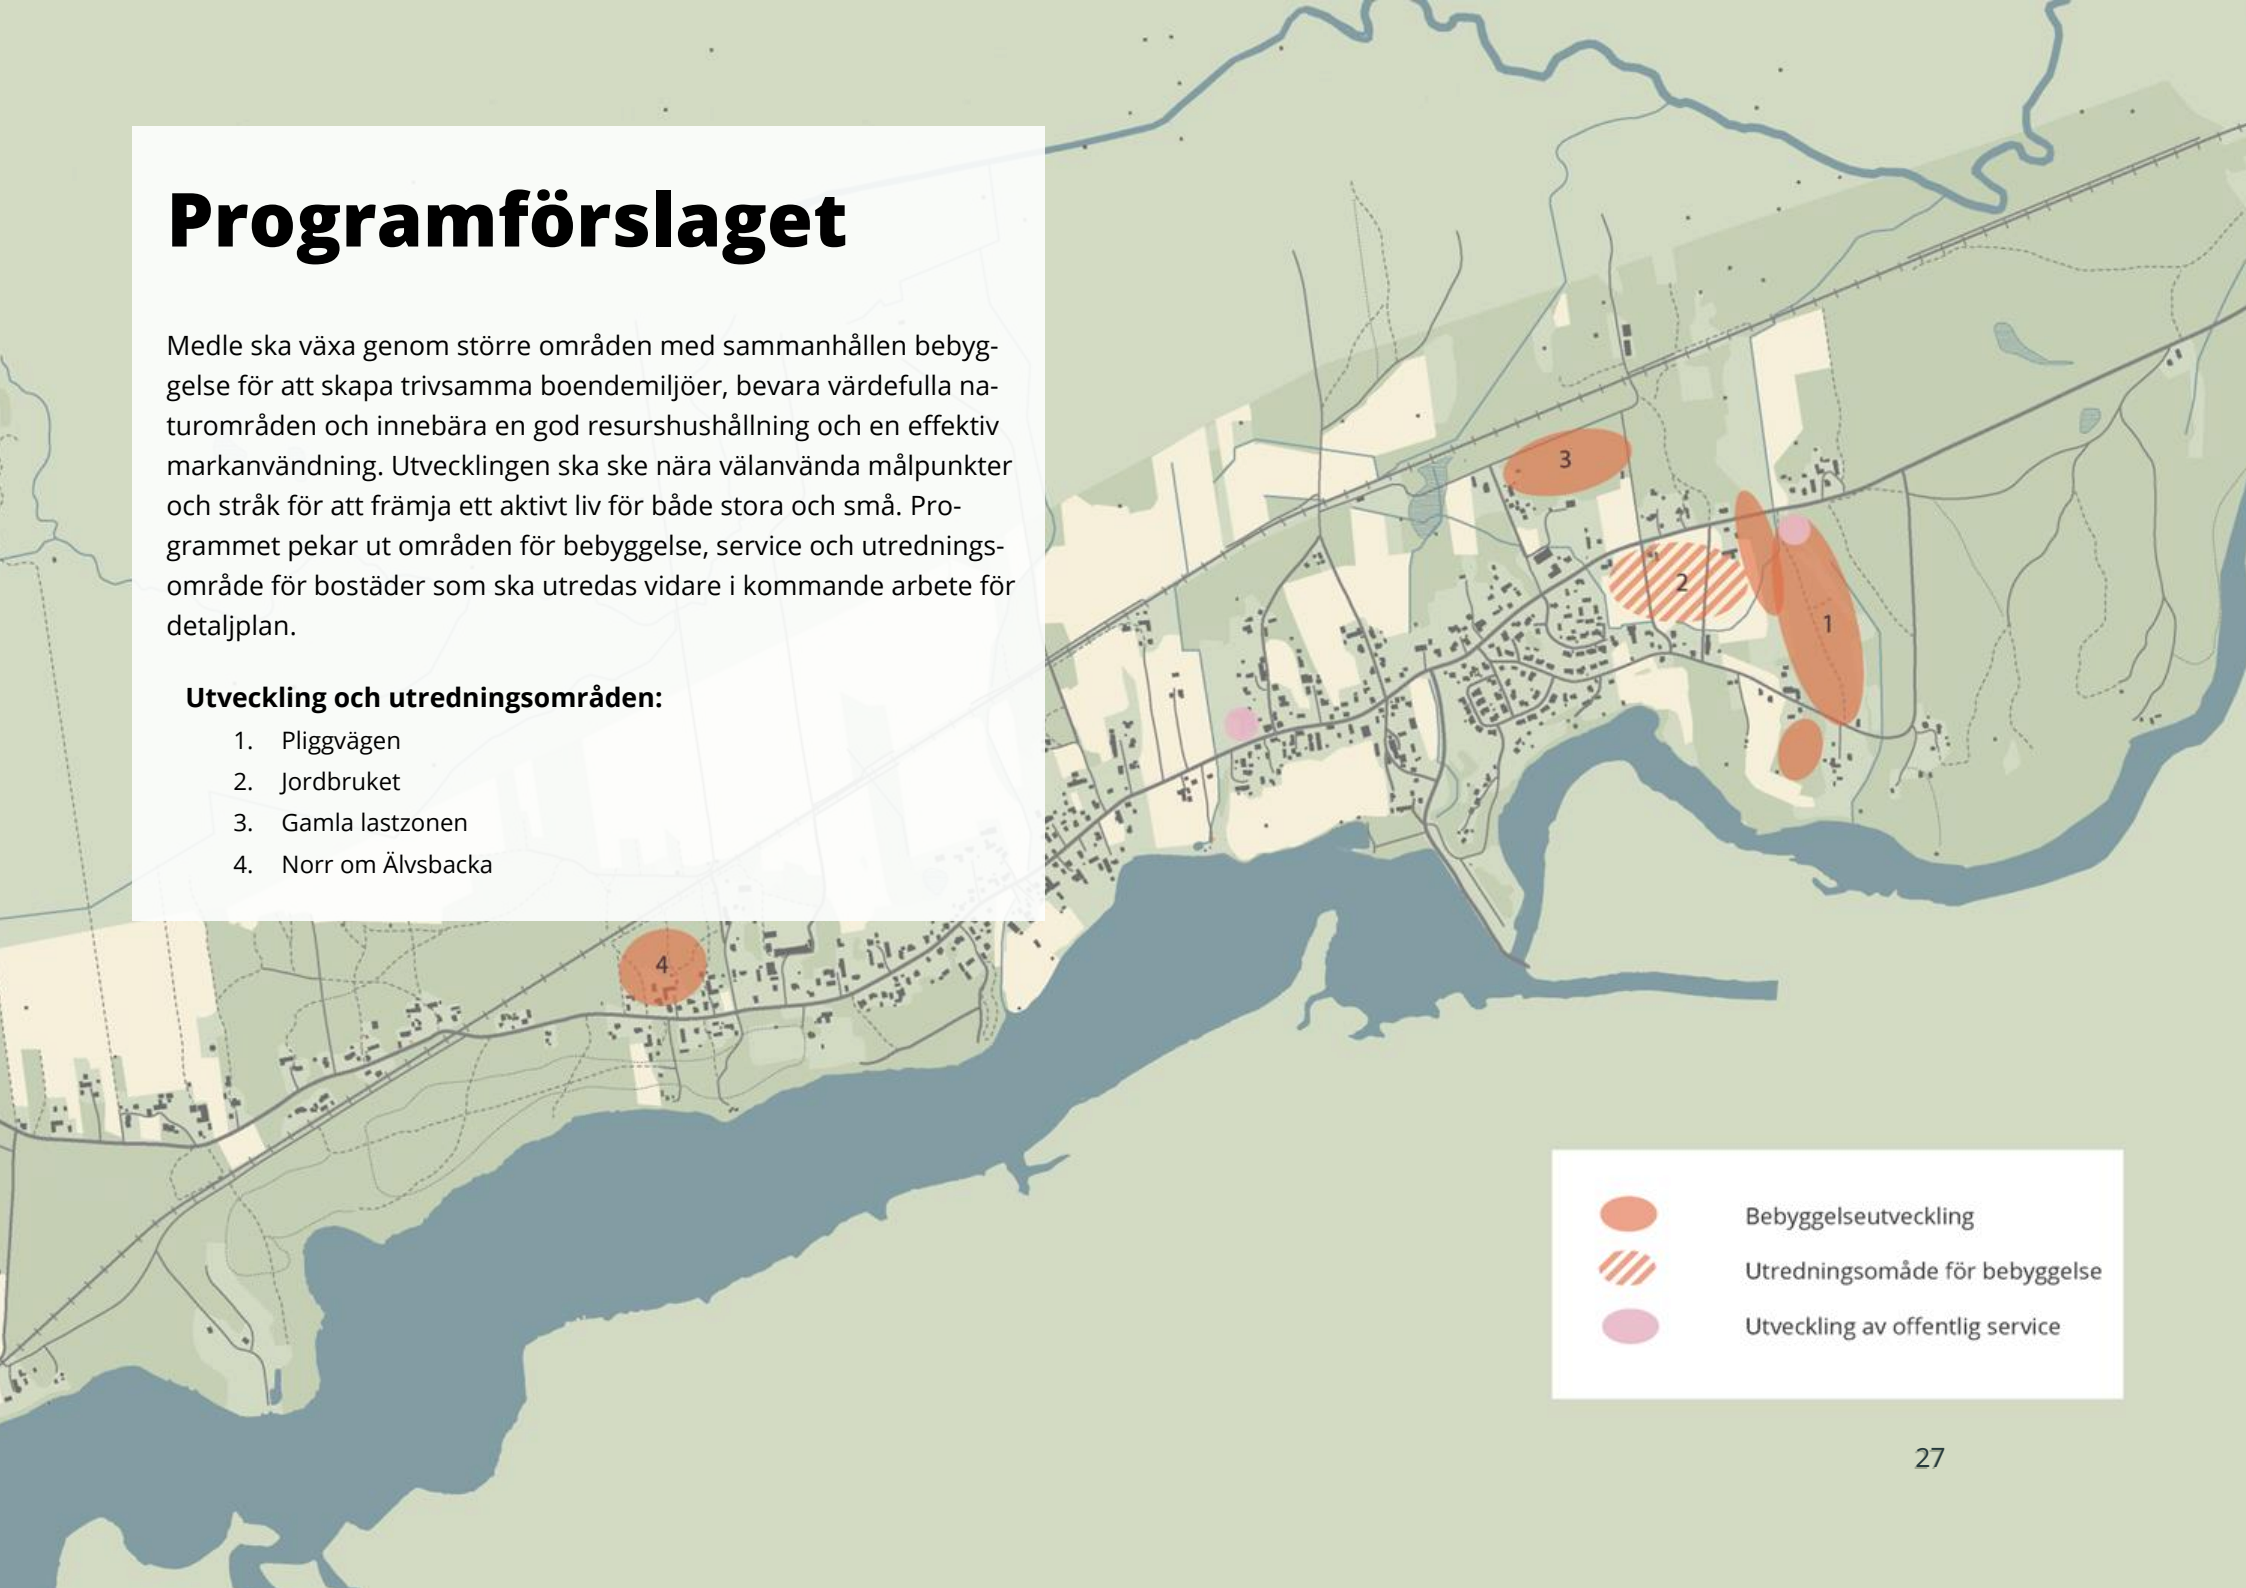 Programförslaget
Medle ska växa genom större områden med sammanhållen bebyg-
gelse för att skapa trivsamma boendemiljöer, bevara värdefulla na-
turområden och innebära en god resurshushållning och en effektiv
markanvändning. Utvecklingen ska ske nära välanvända målpunkter
och stråk för att främja ett aktivt liv för både stora och små. Pro-
grammet pekar ut områden för bebyggelse, service och utrednings-
område för bostäder som ska utredas vidare i kommande arbete för
detaljplan.
Utveckling och utredningsområden:
1. Pliggvägen
2. Jordbruket
3. Gamla lastzonen
4. Norr om Älvsbacka
3
2
1
4
Bebyggelseutveckling
Utredningsomåde för bebyggelse
Utveckling av offentlig service
27